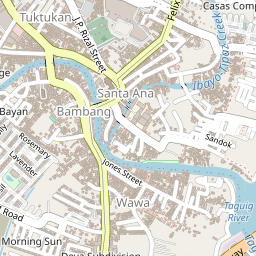 Casas Comp
Tuktukan
J.P. Rizal Street
Felix
Ibayo-Tipaz Creek
Santa Ana
Bayan
Bambang
Rosemary
Sandok
Lavender
Jones Street
Wawa
Taguig
River
Road
Morning Sun
Deva Subdivision